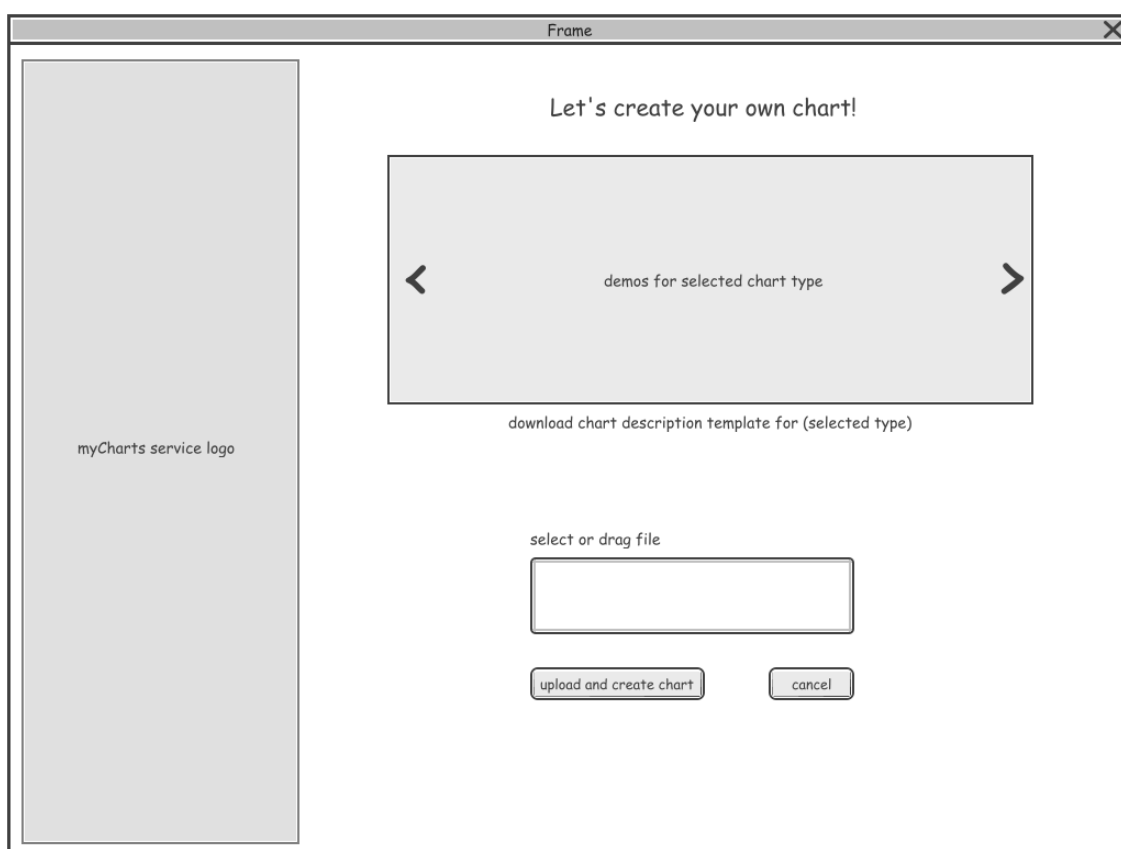 Frame
Let's create your own chart!
demos for selected chart type
download chart description template for (selected type)
myCharts service logo
select or drag file
upload and create chart
cancel